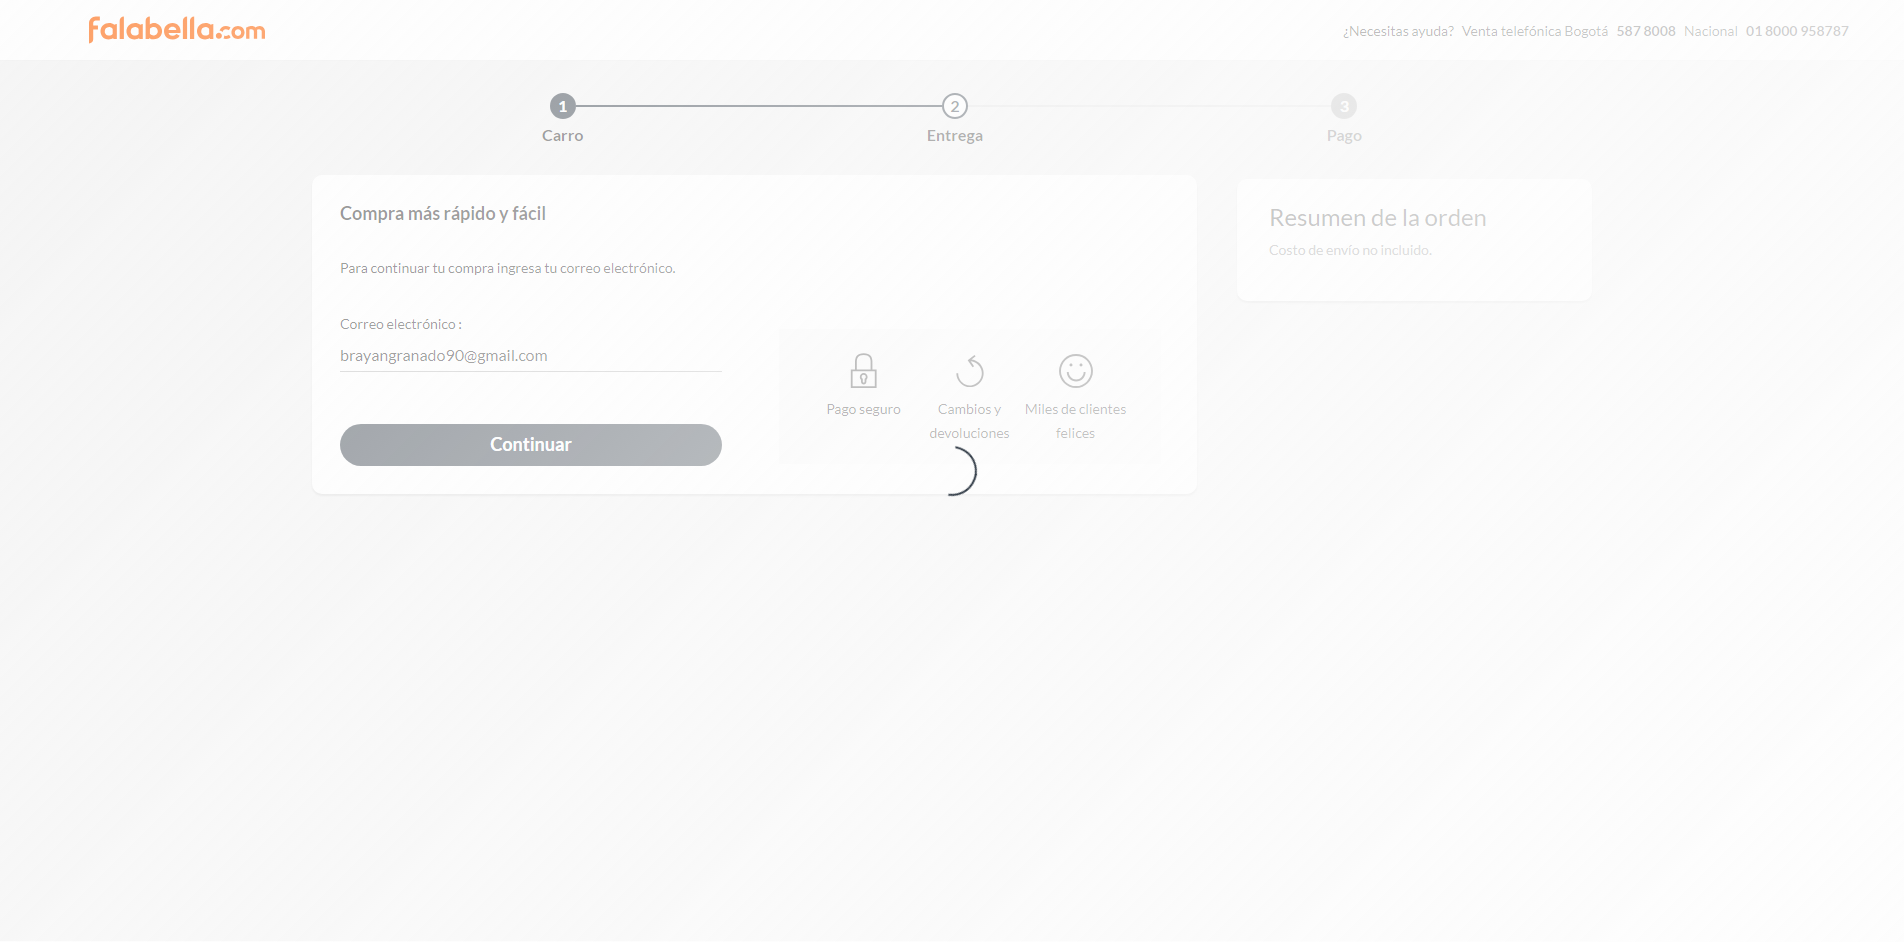 falabella.com
¿Necesitas ayuda? Venta telefónica Bogotá 587 8008 Nacional 01 8000 958787
1
2
3
Carro
Entrega
Pago
Compra más rápido y fácil
Para continuar tu compra ingresa tu correo electrónico.
Correo electrónico :
brayangranado90@gmail.com
Continuar
Pago seguro
Cambios y
devoluciones
Miles de clientes
felices
Resumen de la orden
Costo de envío no incluido.